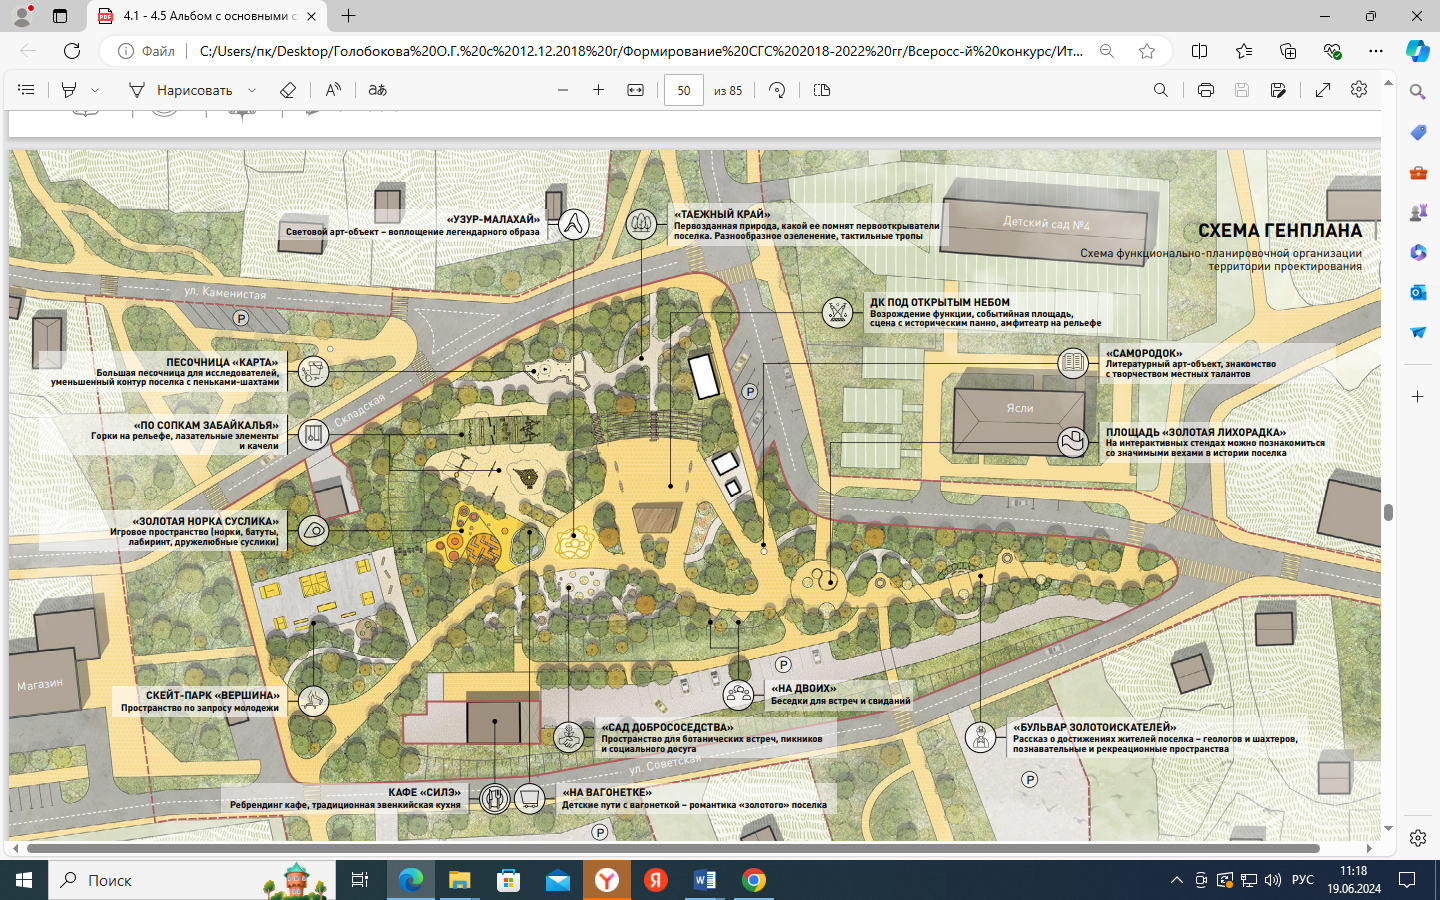 4.1 - 4.5 Альбом с основными с
Файл
C:/Users/пк/Desktop/Голобокова%20О.Г.%20с%2012.12.2018%20г/Формирование%20СГС%202018-2022%20гг/Всеросс-й%20конкурс/Ит...
Нарисовать
50
из 85
«УЗУР-МАЛАХАЙ»
Световой арт-объект – воплощение легендарного образа
«ТАЕЖНЫЙ КРАЙ»
Первозданная природа, какой ее помнят первооткрыватели
поселка. Разнообразное озеленение, тактильные тропы
Детский сад №4
СХЕМА ГЕНПЛАНА
Схема функционально-планировочной организации
территории проектирования
ул. Каменистая
P
ДК ПОД ОТКРЫТЫМ НЕБОМ
Возрождение функции, событийная площадь,
сцена с историческим панно, амфитеатр на рельефе
ПЕСОЧНИЦА «КАРТА»
Большая песочница для исследователей,
уменьшенный контур поселка с пеньками-шахтами
«САМОРОДОК»
Литературный арт-объект, знакомство
с творчеством местных талантов
P
Складская
Ясли
«ПО СОПКАМ ЗАБАЙКАЛЬЯ»
Горки на рельефе, лазательные элементы
и качели
ПЛОЩАДЬ «ЗОЛОТАЯ ЛИХОРАДКА»
На интерактивных стендах можно познакомиться
со значимыми вехами в истории поселка
«ЗОЛОТАЯ НОРКА СУСЛИКА»
Игровое пространство (норки, батуты,
лабиринт, дружелюбные суслики)
P
Магазин
СКЕЙТ-ПАРК «ВЕРШИНА»
Пространство по запросу молодежи
«НА ДВОИХ»
Беседки для встреч и свиданий
«САД ДОБРОСОСЕДСТВА»
Пространство для ботанических встреч, пикников
и социального досуга
«БУЛЬВАР ЗОЛОТОИСКАТЕЛЕЙ»
Рассказ о достижениях жителей поселка – геологов и шахтеров,
познавательные и рекреационные пространства
ул. Советская
P
КАФЕ «СИЛЭ»
Ребрендинг кафе, традиционная эвенкийская кухня
«НА ВАГОНЕТКЕ»
Детские пути с вагонеткой – романтика «золотого» поселка
P
Поиск
РУС
11:18
19.06.2024